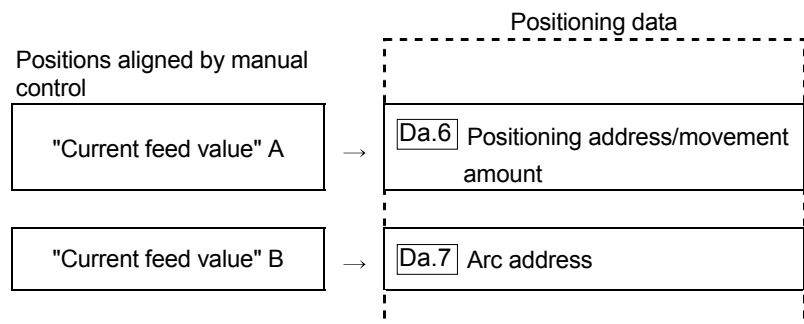 Positioning data
Positions aligned by manual
control
"Current feed value" A
→
Da.6 Positioning address/movement
amount
"Current feed value" B
→
Da.7 Arc address